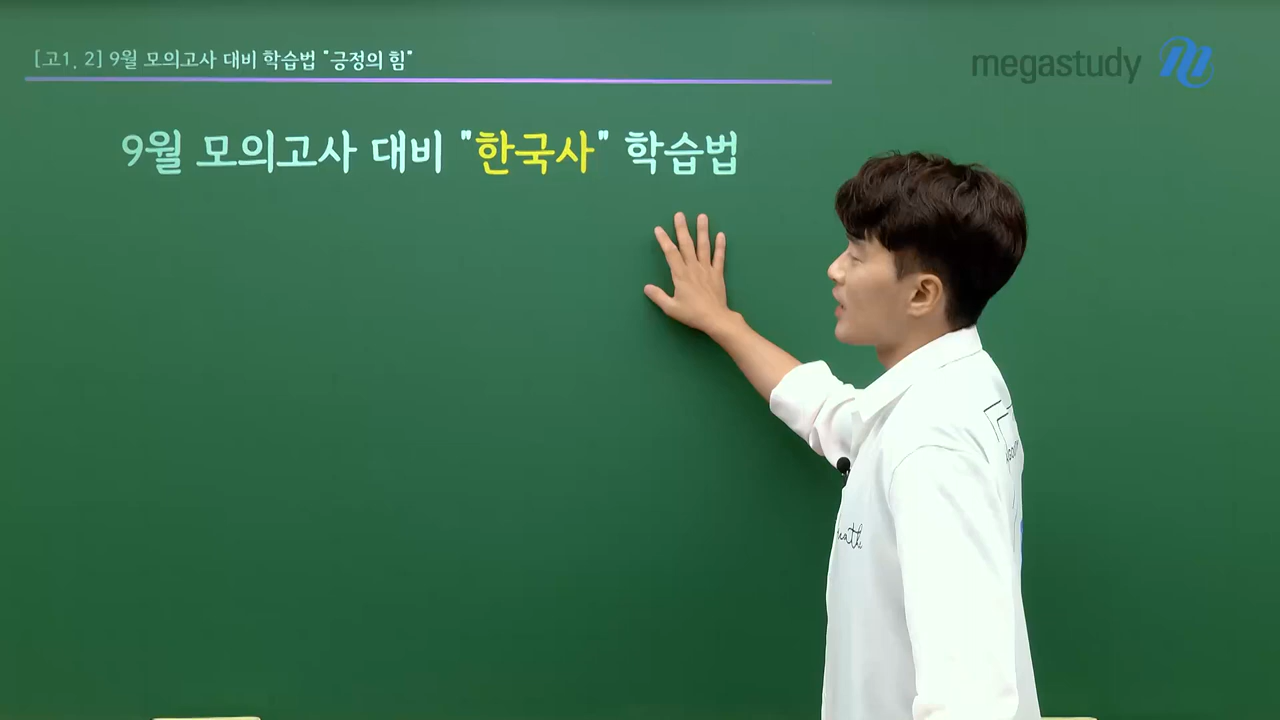 [고1, 2] 9월 모의고사 대비 학습법 "긍정의 힘"
megastudy
9월 모의고사 대비 "한국사" 학습법